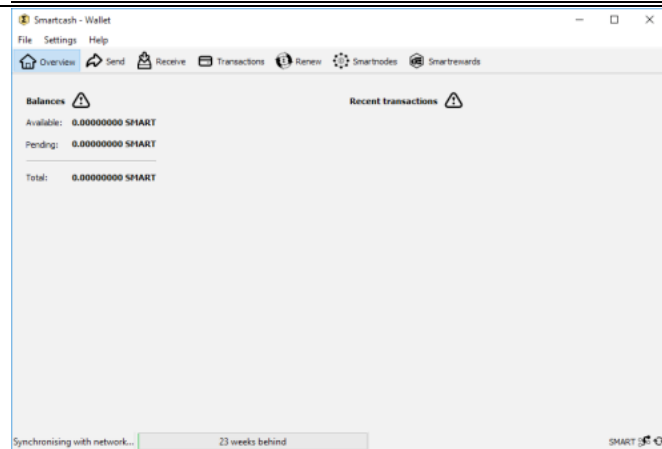 Smartcash - Wallet
File Settings Help
Overview Send Receive Transactions Renew Smartnodes Smartrewards
Balances Recent transactions
Available: 0.00000000 SMART
Pending: 0.00000000 SMART
Total: 0.00000000 SMART
Synchronising with network... 23 weeks behind SMART